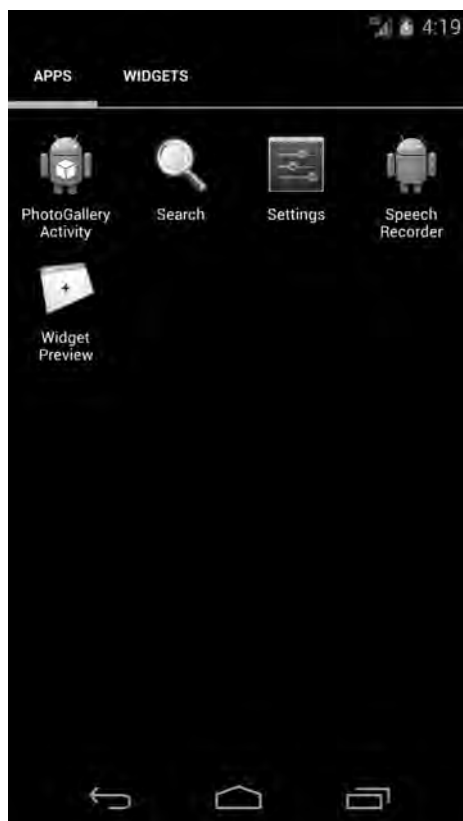 4:19
APPS WIDGETS
PhotoGallery Activity
Search
Settings
Speech Recorder
Widget Preview